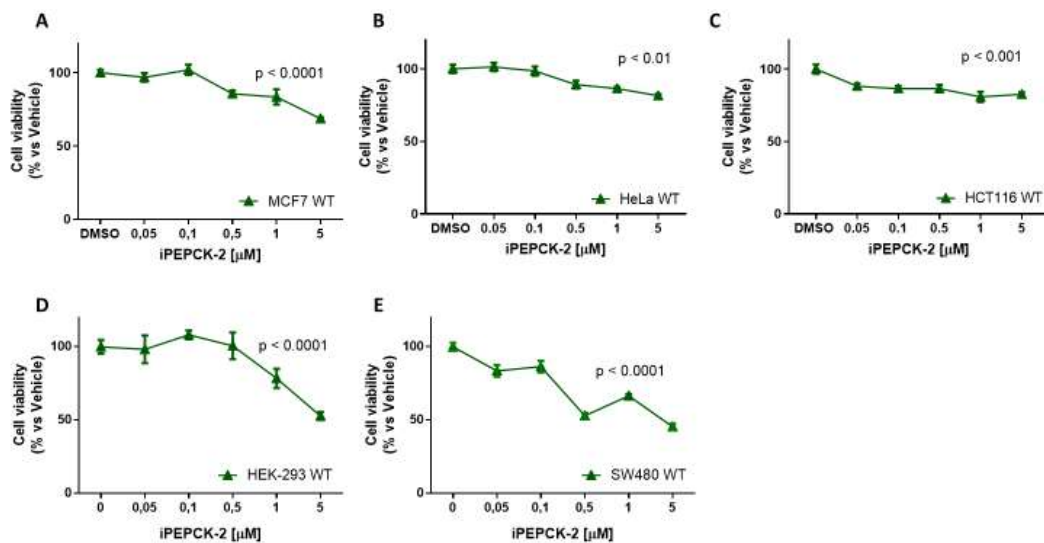 A
Cell viability
(% vs Vehicle)
100
50
0
p < 0.0001
MCF7 WT
DMSO 0,05 0,1 0,5 1 5
iPEPCK-2 [µM]
B
Cell viability
(% vs Vehicle)
100
50
0
p < 0.01
HeLa WT
DMSO 0.05 0.1 0.5 1 5
iPEPCK-2 [µM]
C
Cell viability
(% vs Vehicle)
100
50
0
p < 0.001
HCT116 WT
DMSO 0.05 0.1 0.5 1 5
iPEPCK-2 [µM]
D
Cell viability
(% vs Vehicle)
100
50
0
p < 0.0001
HEK-293 WT
0 0,05 0,1 0,5 1 5
iPEPCK-2 [µM]
E
Cell viability
(% vs Vehicle)
100
50
0
p < 0.0001
SW480 WT
0 0,05 0,1 0,5 1 5
iPEPCK-2 [µM]